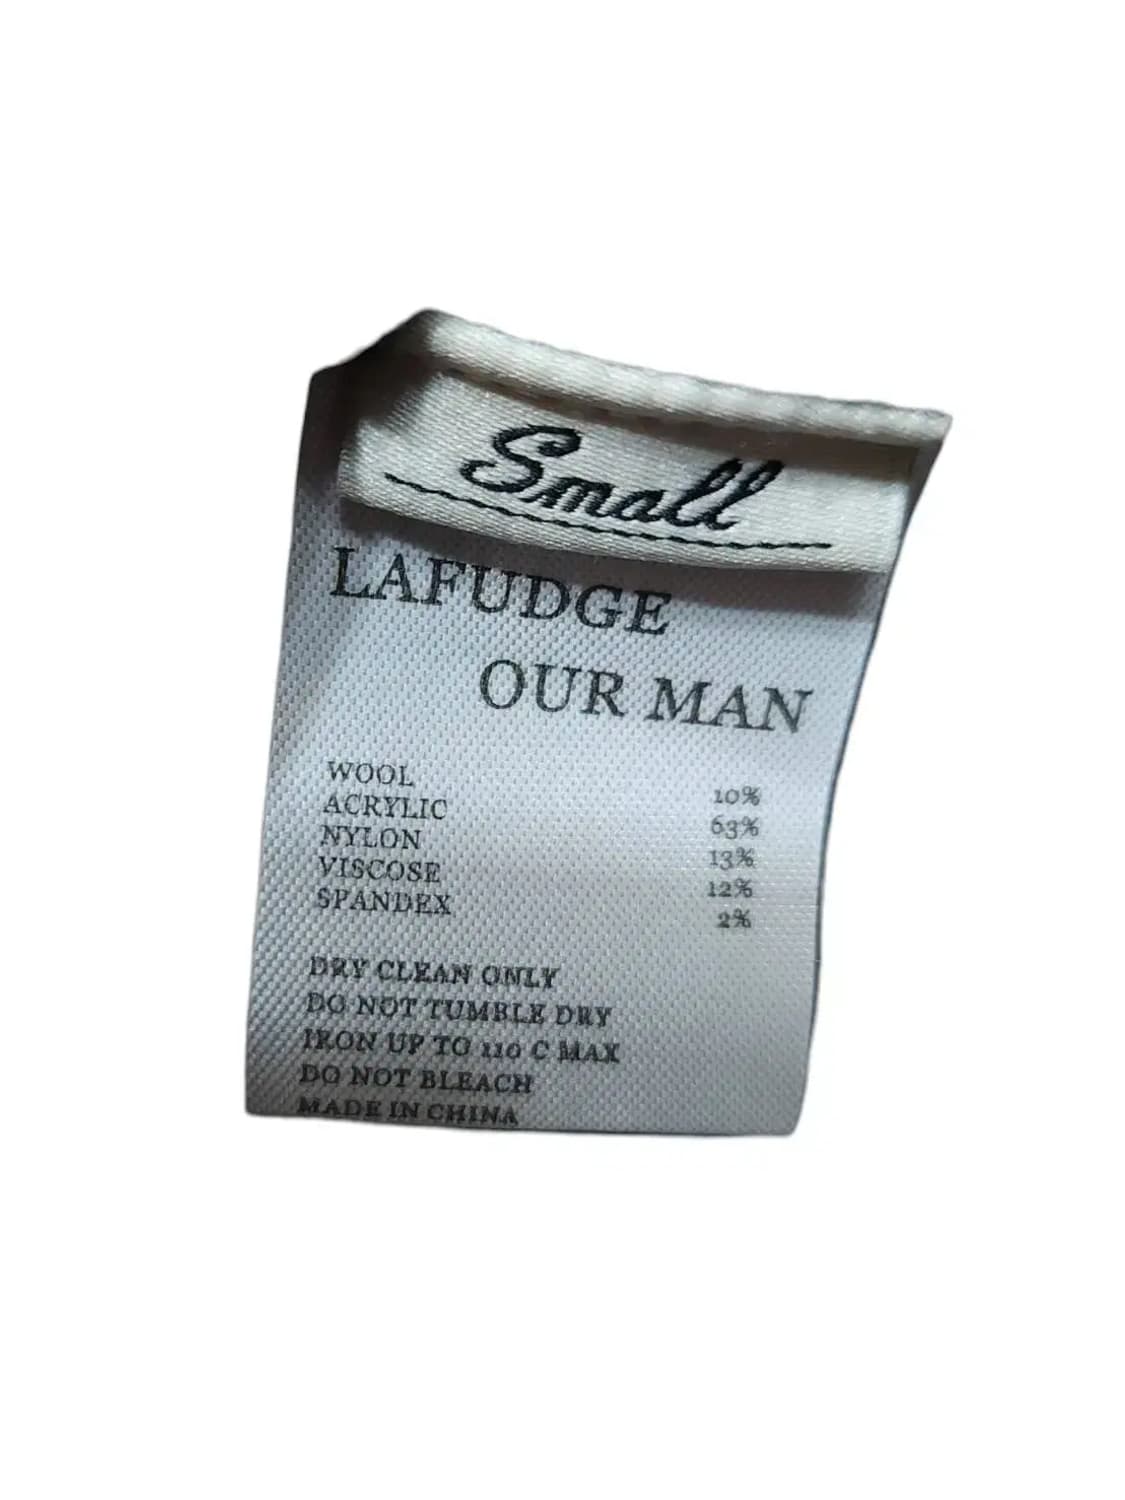 Small
LAFUDGE
OUR MAN
WOOL 10%
ACRYLIC 63%
NYLON 13%
VISCOSE 12%
SPANDEX 2%
DRY CLEAN ONLY
DO NOT TUMBLE DRY
IRON UP TO 110 C MAX
DO NOT BLEACH
MADE IN CHINA